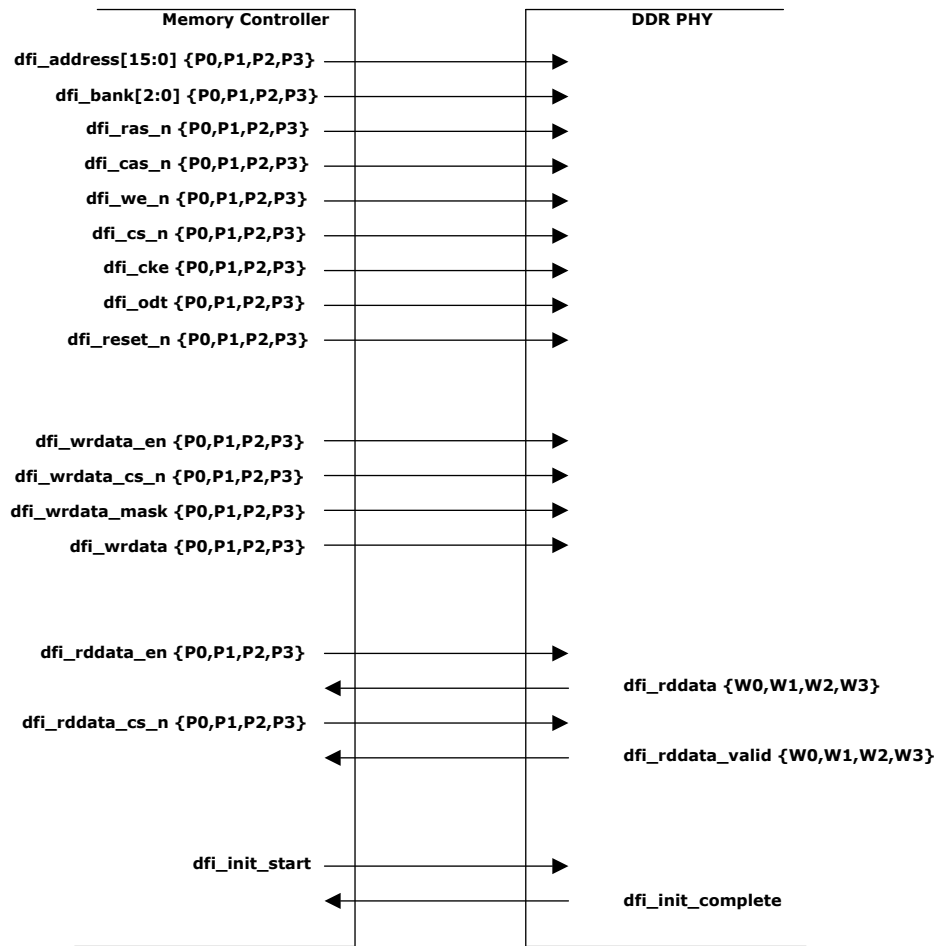 Memory Controller
DDR PHY
dfi_address[15:0] {P0,P1,P2,P3}
dfi_bank[2:0] {P0,P1,P2,P3}
dfi_ras_n {P0,P1,P2,P3}
dfi_cas_n {P0,P1,P2,P3}
dfi_we_n {P0,P1,P2,P3}
dfi_cs_n {P0,P1,P2,P3}
dfi_cke {P0,P1,P2,P3}
dfi_odt {P0,P1,P2,P3}
dfi_reset_n {P0,P1,P2,P3}
dfi_wrdata_en {P0,P1,P2,P3}
dfi_wrdata_cs_n {P0,P1,P2,P3}
dfi_wrdata_mask {P0,P1,P2,P3}
dfi_wrdata {P0,P1,P2,P3}
dfi_rddata_en {P0,P1,P2,P3}
dfi_rddata {W0,W1,W2,W3}
dfi_rddata_cs_n {P0,P1,P2,P3}
dfi_rddata_valid {W0,W1,W2,W3}
dfi_init_start
dfi_init_complete